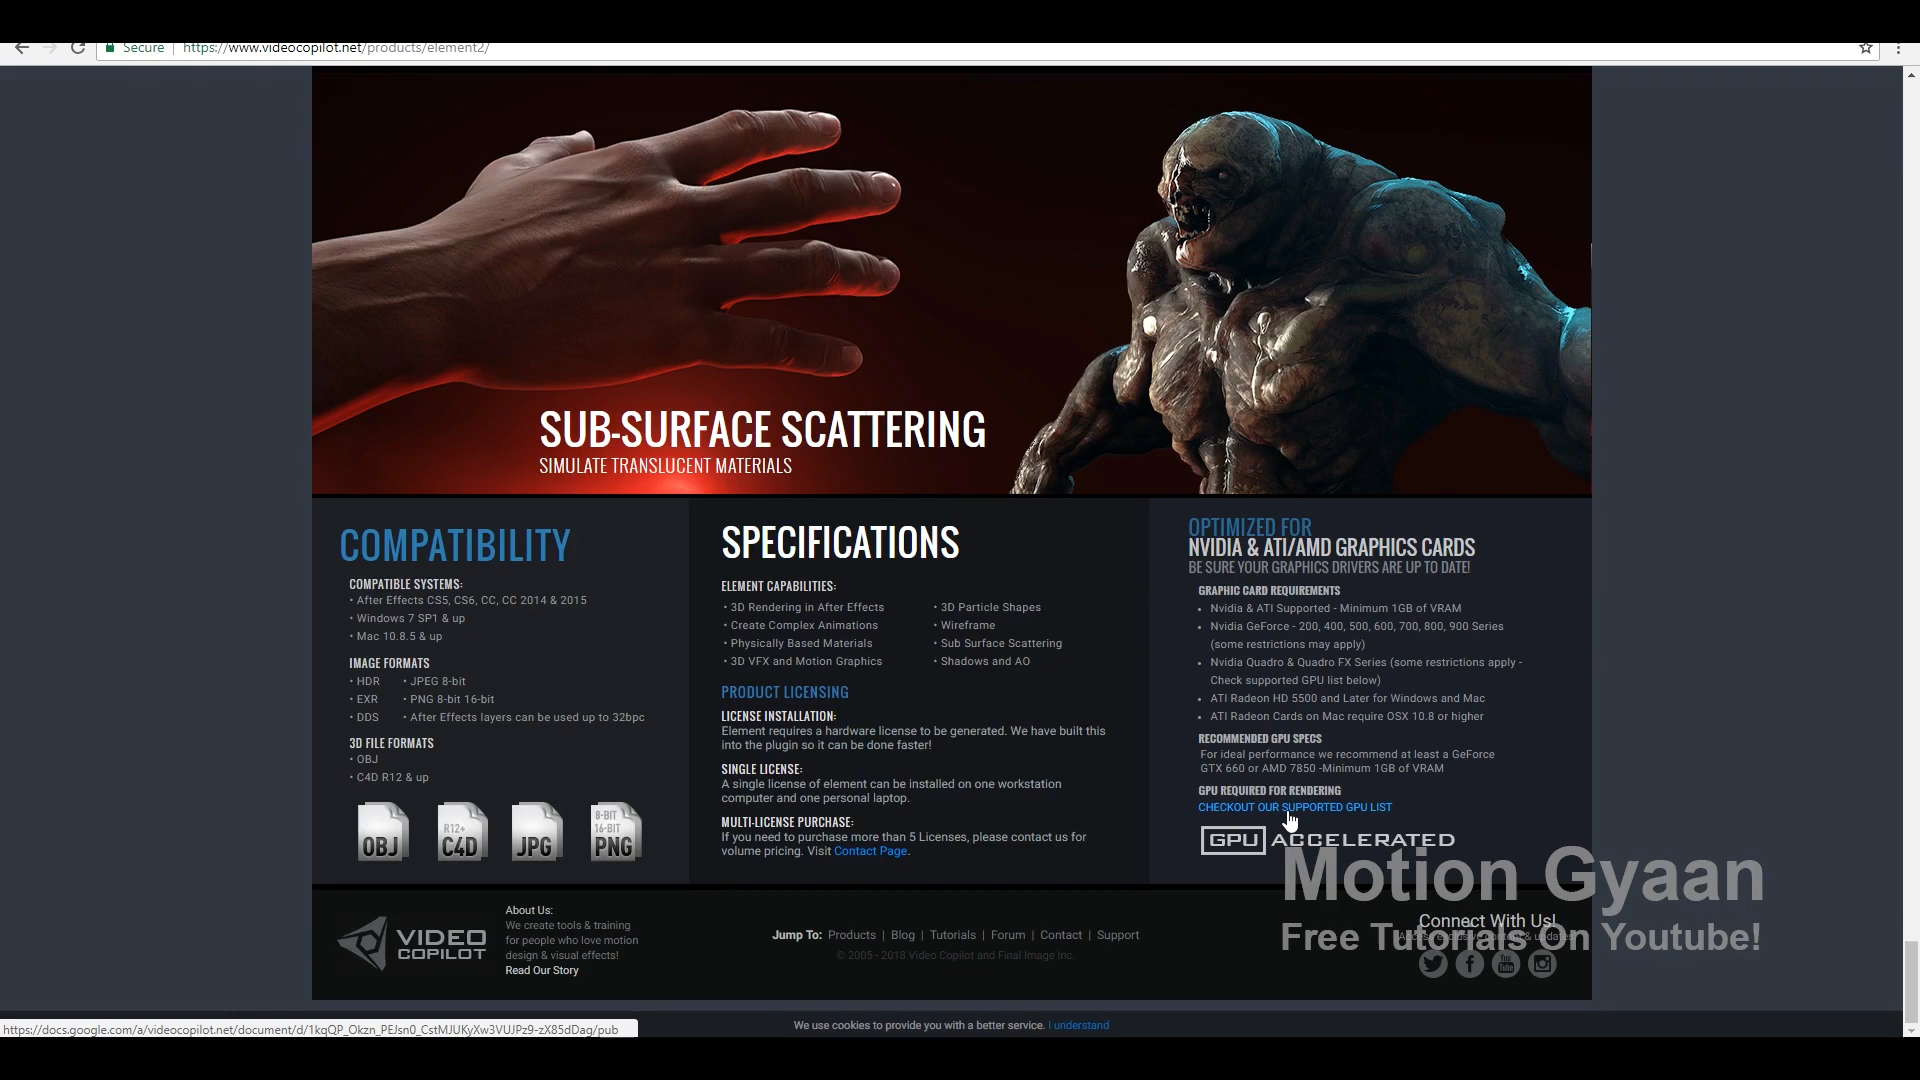 Secure
https://www.videocopilot.net/products/element2/
SUB-SURFACE SCATTERING
SIMULATE TRANSLUCENT MATERIALS
COMPATIBILITY
COMPATIBLE SYSTEMS:
• After Effects CS5, CS6, CC, CC 2014 & 2015
• Windows 7 SP1 & up
• Mac 10.8.5 & up
IMAGE FORMATS
• HDR • JPEG 8-bit
• EXR • PNG 8-bit 16-bit
• DDS • After Effects layers can be used up to 32bpc
3D FILE FORMATS
• OBJ
• C4D R12 & up
OBJ
R12+
C4D
JPG
8-BIT
16-BIT
PNG
SPECIFICATIONS
ELEMENT CAPABILITIES:
• 3D Rendering in After Effects • 3D Particle Shapes
• Create Complex Animations • Wireframe
• Physically Based Materials • Sub Surface Scattering
• 3D VFX and Motion Graphics • Shadows and AO
PRODUCT LICENSING
LICENSE INSTALLATION:
Element requires a hardware license to be generated. We have built this
into the plugin so it can be done faster!
SINGLE LICENSE:
A single license of element can be installed on one workstation
computer and one personal laptop.
MULTI-LICENSE PURCHASE:
If you need to purchase more than 5 Licenses, please contact us for
volume pricing. Visit Contact Page.
OPTIMIZED FOR
NVIDIA & ATI/AMD GRAPHICS CARDS
BE SURE YOUR GRAPHICS DRIVERS ARE UP TO DATE!
GRAPHIC CARD REQUIREMENTS
• Nvidia & ATI Supported - Minimum 1GB of VRAM
• Nvidia GeForce - 200, 400, 500, 600, 700, 800, 900 Series
(some restrictions may apply)
• Nvidia Quadro & Quadro FX Series (some restrictions apply -
Check supported GPU list below)
• ATI Radeon HD 5500 and Later for Windows and Mac
• ATI Radeon Cards on Mac require OSX 10.8 or higher
RECOMMENDED GPU SPECS
For ideal performance we recommend at least a GeForce
GTX 660 or AMD 7850 -Minimum 1GB of VRAM
GPU REQUIRED FOR RENDERING
CHECKOUT OUR SUPPORTED GPU LIST
GPU ACCELERATED
Motion Gyaan
Free Tutorials On Youtube!
VIDEO
COPILOT
About Us:
We create tools & training
for people who love motion
design & visual effects!
Read Our Story
Jump To: Products | Blog | Tutorials | Forum | Contact | Support
© 2005 - 2018 Video Copilot and Final Image Inc.
Connect With Us!
You
Tube
https://docs.google.com/a/videocopilot.net/document/d/1kqQP_Okzn_PEJsn0_CstMJUKyXw3VUJPz9-zX85dDag/pub
We use cookies to provide you with a better service. I understand